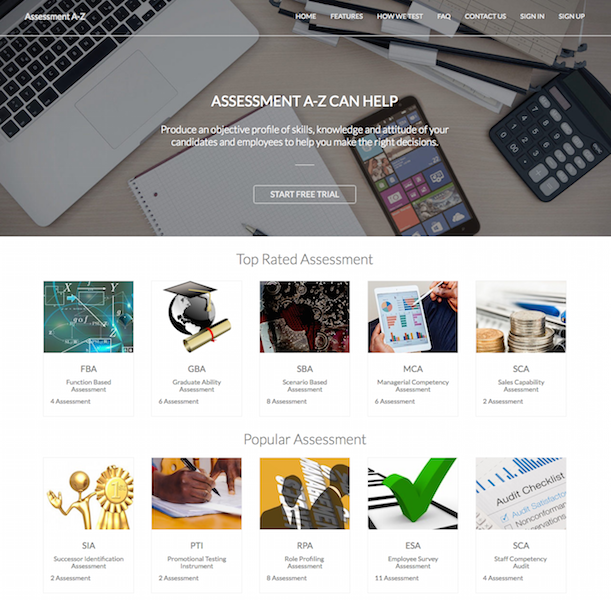 Assessment A-Z
HOME FEATURES HOW WE TEST FAQ CONTACT US SIGN IN SIGN UP
ASSESSMENT A-Z CAN HELP
Produce an objective profile of skills, knowledge and attitude of your
candidates and employees to help you make the right decisions.
START FREE TRIAL
Top Rated Assessment
FBA
Function Based
Assessment
4 Assessment
GBA
Graduate Ability
Assessment
6 Assessment
SBA
Scenario Based
Assessment
8 Assessment
MCA
Managerial Competency
Assessment
6 Assessment
SCA
Sales Capability
Assessment
2 Assessment
Popular Assessment
Audit Checklist
Audit Satisfacto
Nonconforman
SIA
Successor Identification
Assessment
2 Assessment
PTI
Promotional Testing
Instrument
2 Assessment
RPA
Role Profiling
Assessment
8 Assessment
ESA
Employee Survey
Assessment
11 Assessment
SCA
Staff Competency
Audit
4 Assessment